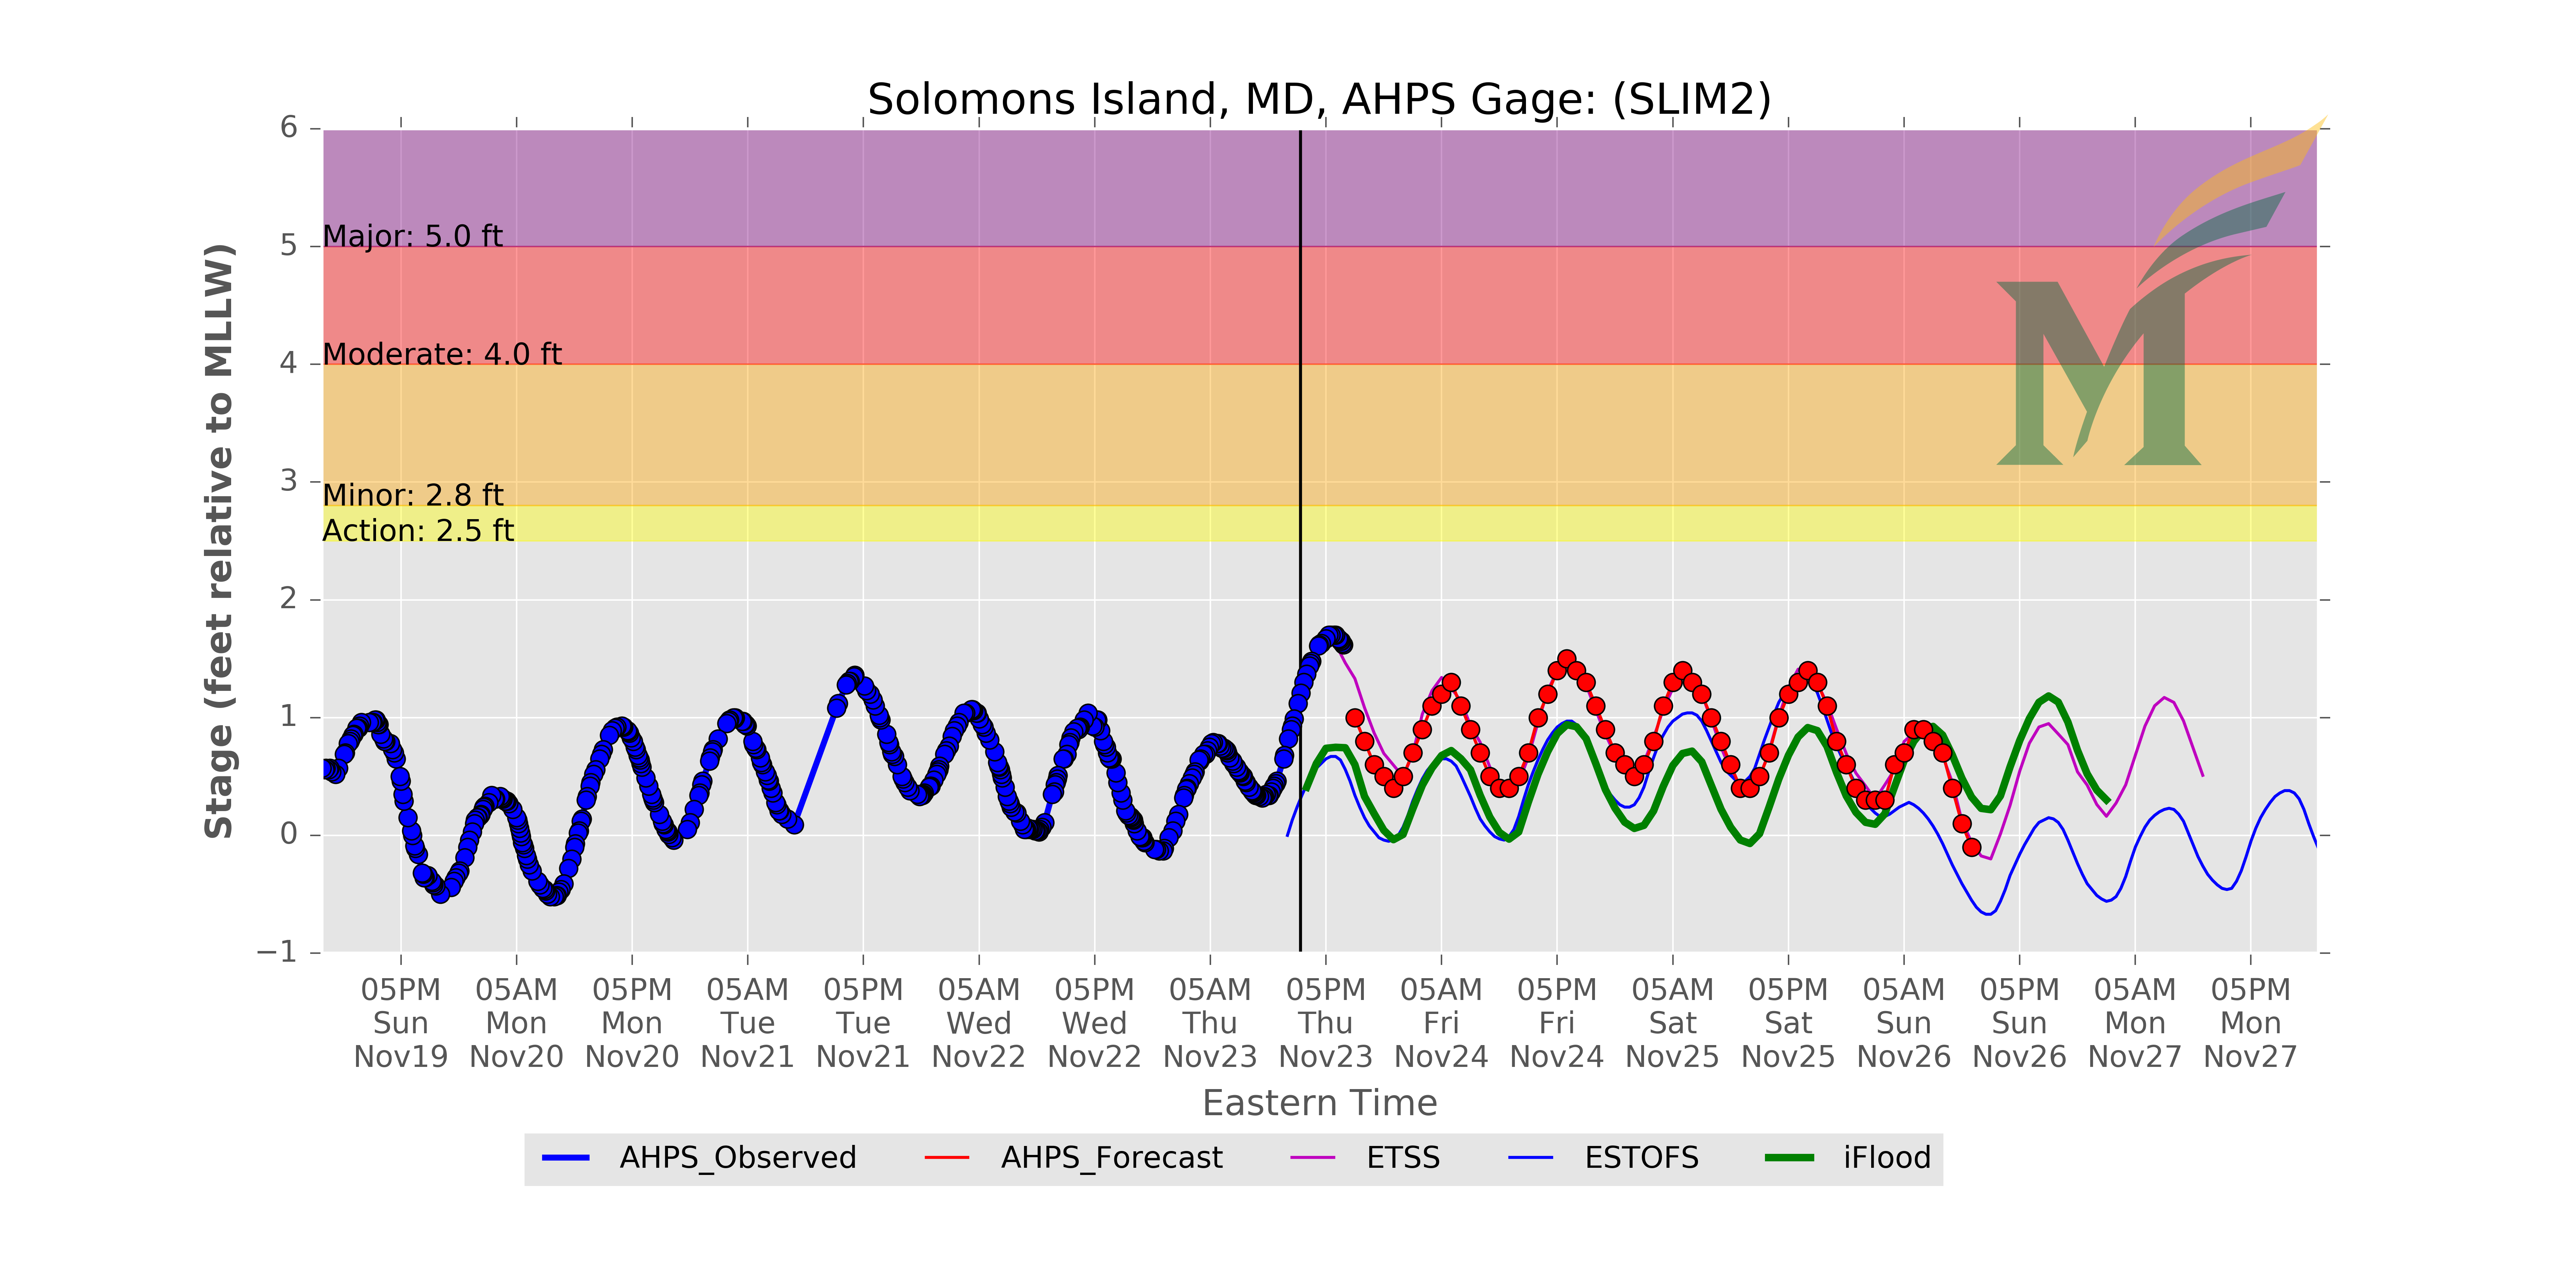 Solomons Island, MD, AHPS Gage: (SLIM2)
Stage (feet relative to MLLW)
6
5
4
3
2
1
0
−1
Major: 5.0 ft
Moderate: 4.0 ft
Minor: 2.8 ft
Action: 2.5 ft
M
05PM 05AM 05PM 05AM 05PM 05AM 05PM 05AM 05PM 05AM 05PM 05AM 05PM 05AM 05PM 05AM 05PM
Sun Mon Mon Tue Tue Wed Wed Thu Thu Fri Fri Sat Sat Sun Sun Mon Mon
Nov19 Nov20 Nov20 Nov21 Nov21 Nov22 Nov22 Nov23 Nov23 Nov24 Nov24 Nov25 Nov25 Nov26 Nov26 Nov27 Nov27
Eastern Time
AHPS_Observed AHPS_Forecast ETSS ESTOFS iFlood